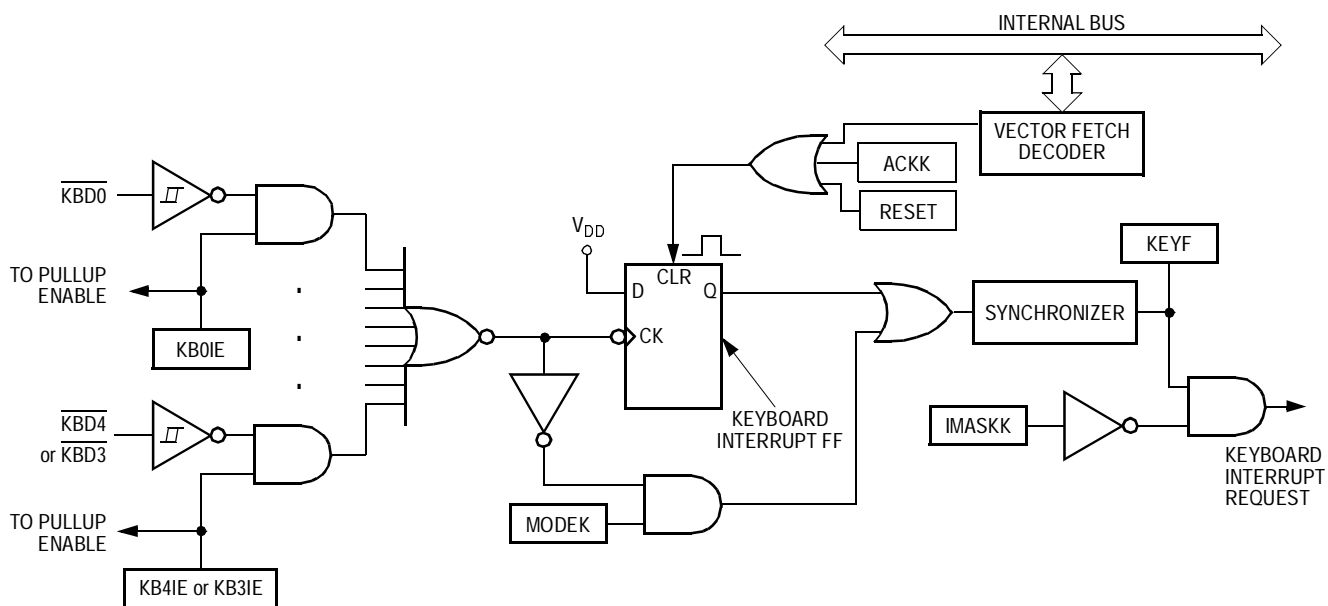 INTERNAL BUS
VECTOR FETCH
DECODER
ACKK
RESET
KBD0
VDD
CLR
D
Q
CK
KEYF
TO PULLUP
ENABLE
KB0IE
SYNCHRONIZER
KBD4
or KBD3
KEYBOARD
INTERRUPT FF
IMASKK
KEYBOARD
INTERRUPT
REQUEST
MODEK
TO PULLUP
ENABLE
KB4IE or KB3IE